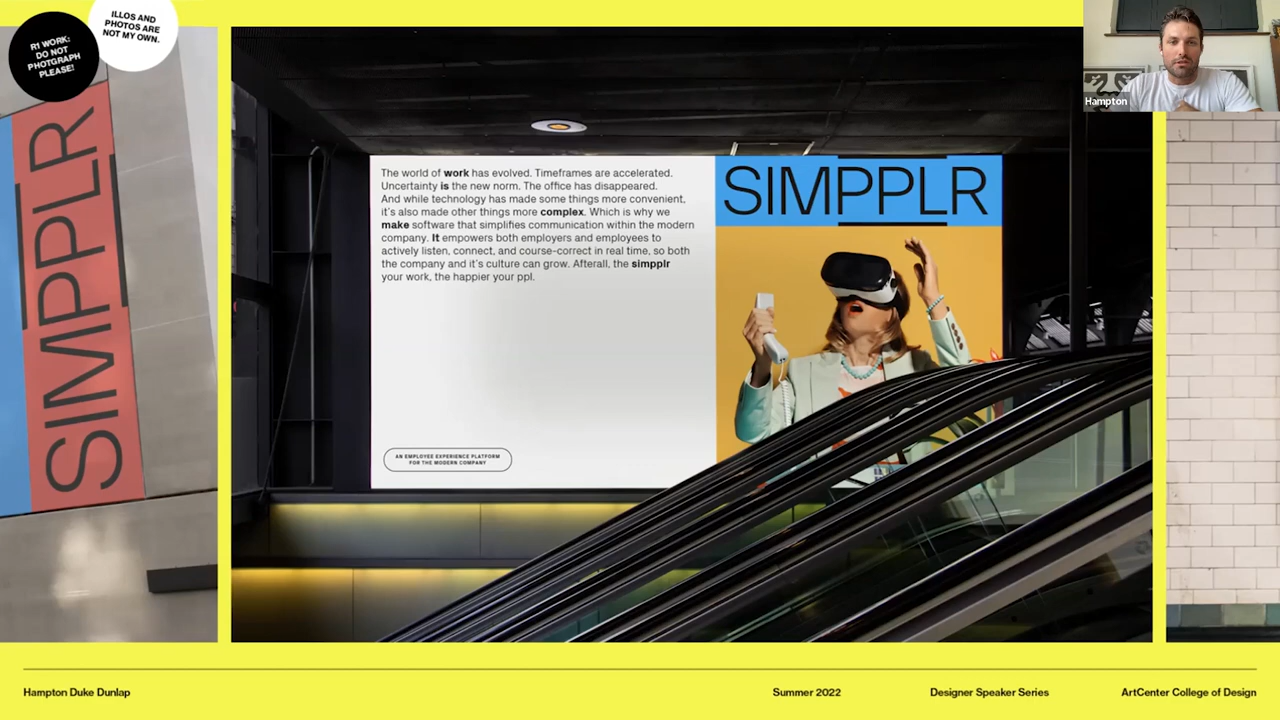 R1 WORK:
DO NOT
PHOTGRAPH
PLEASE!
ILLOS AND
PHOTOS ARE
NOT MY OWN.
SIMPPLR
The world of work has evolved. Timeframes are accelerated.
Uncertainty is the new norm. The office has disappeared.
And while technology has made some things more convenient,
it's also made other things more complex. Which is why we
make software that simplifies communication within the modern
company. It empowers both employers and employees to
actively listen, connect, and course-correct in real time, so both
the company and it's culture can grow. Afterall, the simpplr
your work, the happier your ppl.
AN EMPLOYEE EXPERIENCE PLATFORM
FOR THE MODERN COMPANY
SIMPPLR
Hampton
Hampton Duke Dunlap
Summer 2022
Designer Speaker Series
ArtCenter College of Design